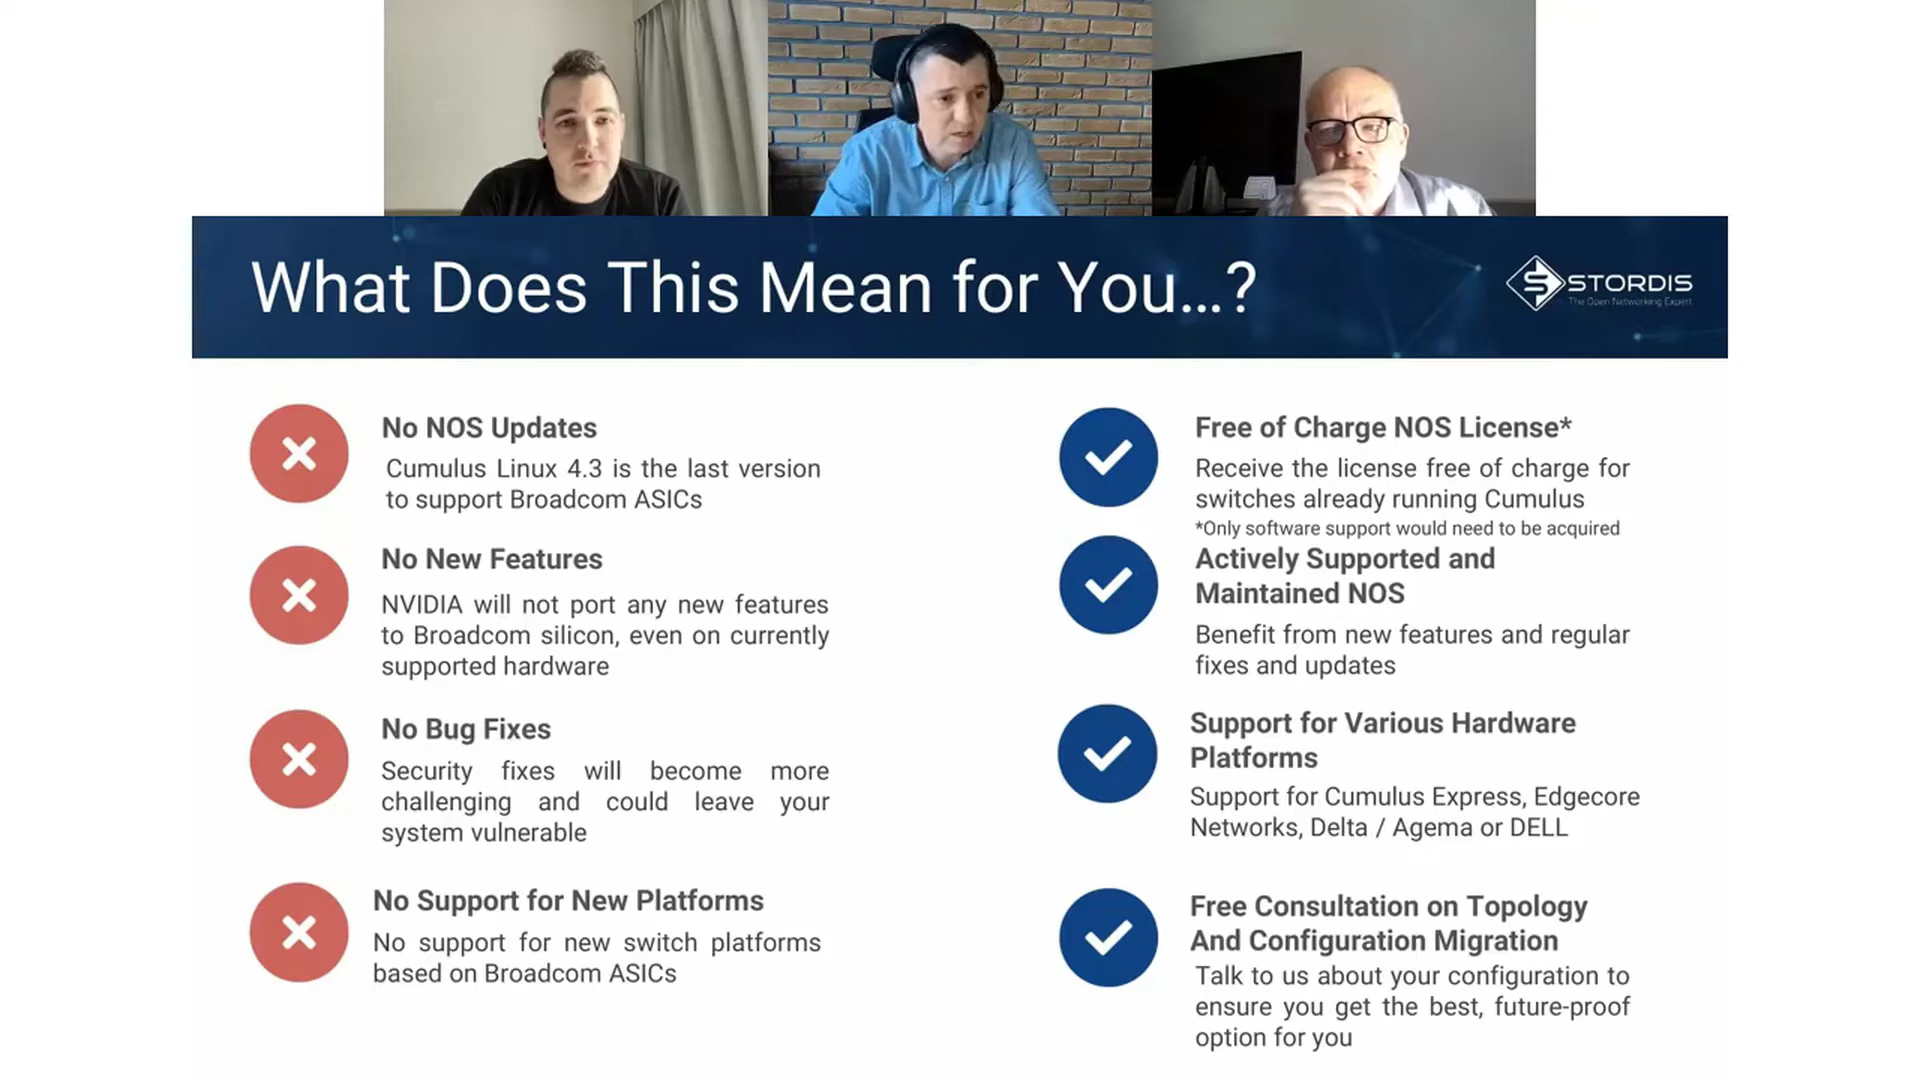 What Does This Mean for You...?
STORDIS
The Open Networking Expert
No NOS Updates
Cumulus Linux 4.3 is the last version
to support Broadcom ASICs
No New Features
NVIDIA will not port any new features
to Broadcom silicon, even on currently
supported hardware
No Bug Fixes
Security fixes will become more
challenging and could leave your
system vulnerable
No Support for New Platforms
No support for new switch platforms
based on Broadcom ASICs
Free of Charge NOS License*
Receive the license free of charge for
switches already running Cumulus
*Only software support would need to be acquired
Actively Supported and
Maintained NOS
Benefit from new features and regular
fixes and updates
Support for Various Hardware
Platforms
Support for Cumulus Express, Edgecore
Networks, Delta / Agema or DELL
Free Consultation on Topology
And Configuration Migration
Talk to us about your configuration to
ensure you get the best, future-proof
option for you